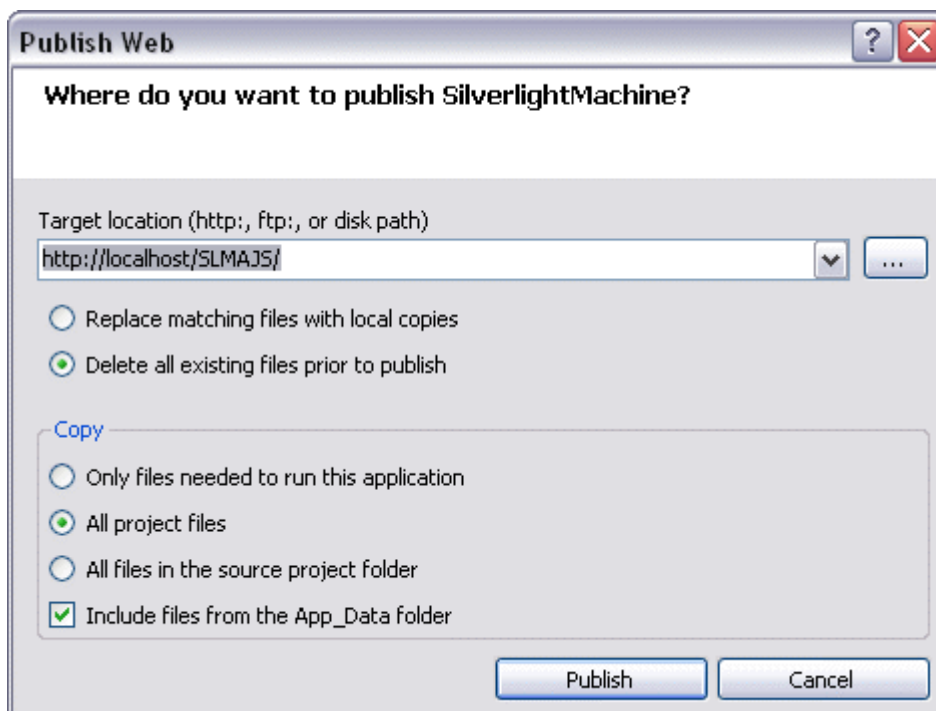 Publish Web
Where do you want to publish SilverlightMachine?
Target location (http:, ftp:, or disk path)
http://localhost/SLMAJS/
...
Replace matching files with local copies
Delete all existing files prior to publish
Copy
Only files needed to run this application
All project files
All files in the source project folder
Include files from the App_Data folder
Publish Cancel